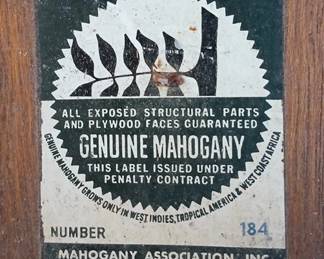 ALL EXPOSED STRUCTURAL PARTS
AND PLYWOOD FACES GUARANTEED
GENUINE MAHOGANY
THIS LABEL ISSUED UNDER
PENALTY CONTRACT
GENUINE MAHOGANY GROWS ONLY IN WEST INDIES, TROPICAL AMERICA & WEST COAST AFRICA
NUMBER 184
MAHOGANY ASSOCIATION, INC